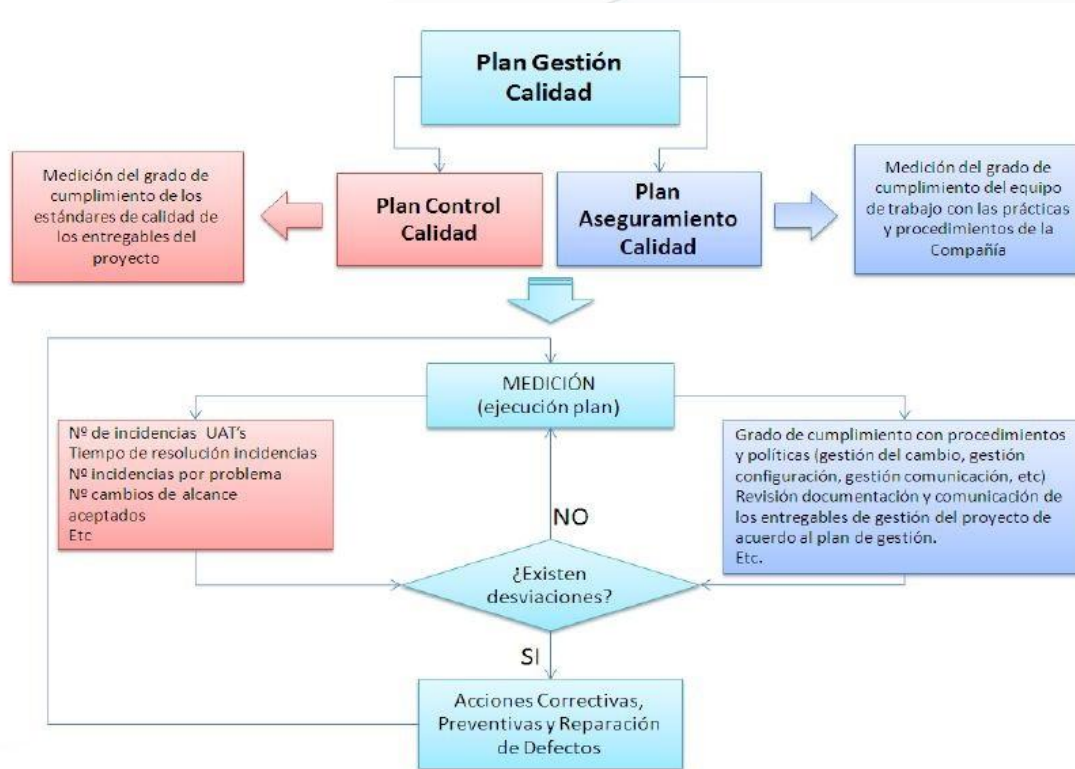 Plan Gestión
Calidad
Medición del grado de
cumplimiento de los
estándares de calidad de
los entregables del
proyecto
Plan Control
Calidad
Plan
Aseguramiento
Calidad
Medición del grado de
cumplimiento del equipo
de trabajo con las prácticas
y procedimientos de la
Compañía
MEDICIÓN
(ejecución plan)
Nº de incidencias UAT's
Tiempo de resolución incidencias
Nº incidencias por problema
Nº cambios de alcance
aceptados
Etc
Grado de cumplimiento con procedimientos
y políticas (gestión del cambio, gestión
configuración, gestión comunicación, etc)
Revisión documentación y comunicación de
los entregables de gestión del proyecto de
acuerdo al plan de gestión.
Etc.
NO
¿Existen
desviaciones?
SI
Acciones Correctivas,
Preventivas y Reparación
de Defectos